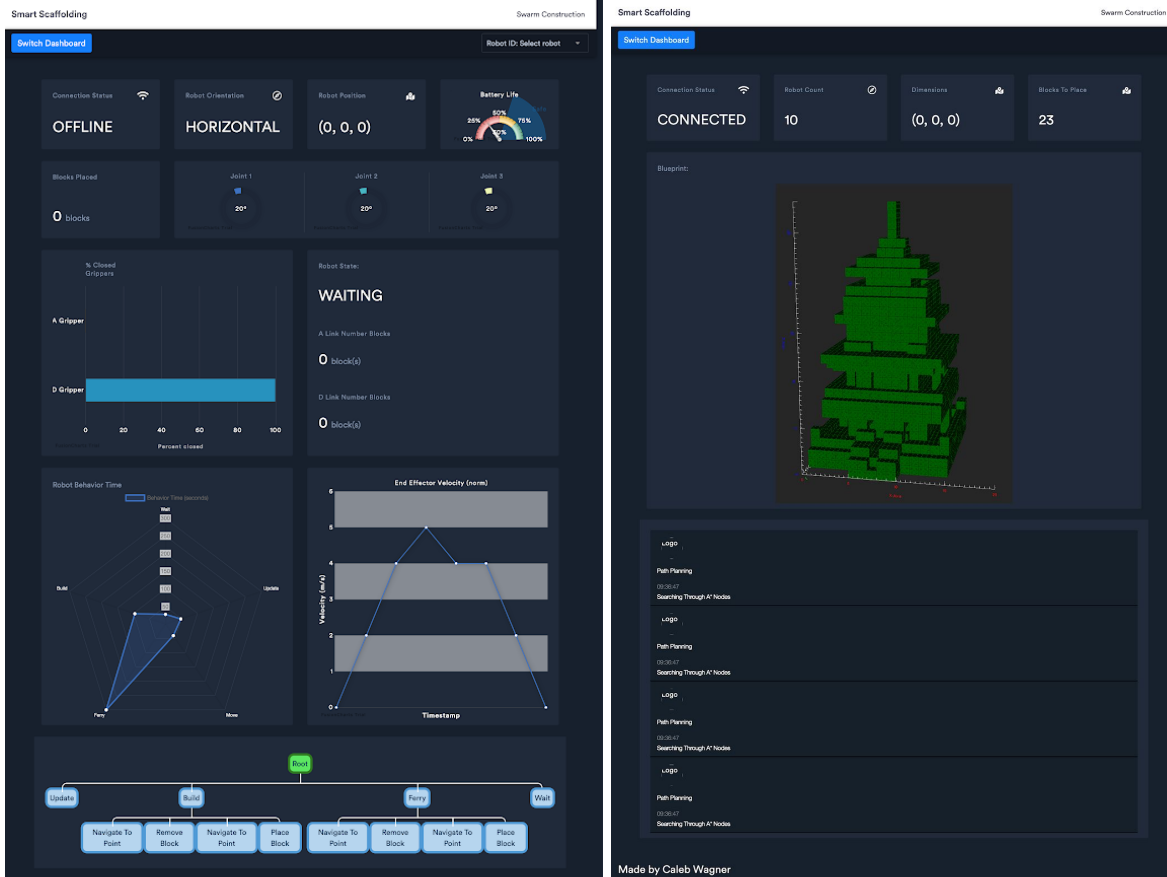 Smart Scaffolding
Swarm Construction
Switch Dashboard
Robot ID: Select robot
Connection Status
OFFLINE
Robot Orientation
HORIZONTAL
Robot Position
(0, 0, 0)
Battery Life
0%
25%
50%
75%
100%
Blocks Placed
0 blocks
Joint 1
20°
Joint 2
20°
Joint 3
20°
% Closed
Grippers
A Gripper
D Gripper
0 20 40 60 80 100
Percent closed
Robot State:
WAITING
A Link Number Blocks
0 block(s)
D Link Number Blocks
0 block(s)
Robot Behavior Time
Behavior Time (seconds)
Wait
Update
Move
Ferry
Build
End Effector Velocity (norm)
Velocity (m/s)
6
5
4
3
2
1
0
Timestamp
Root
Update
Build
Ferry
Wait
Navigate To
Point
Remove
Block
Navigate To
Point
Place
Block
Navigate To
Point
Remove
Block
Navigate To
Point
Place
Block
Smart Scaffolding
Swarm Construction
Switch Dashboard
Connection Status
CONNECTED
Robot Count
10
Dimensions
(0, 0, 0)
Blocks To Place
23
Blueprint:
Logo
Path Planning
Searching Through A* Nodes
Logo
Path Planning
09:36:47
Searching Through A* Nodes
Logo
Path Planning
09:36:47
Searching Through A* Nodes
Logo
Path Planning
09:36:47
Searching Through A* Nodes
Made by Caleb Wagner